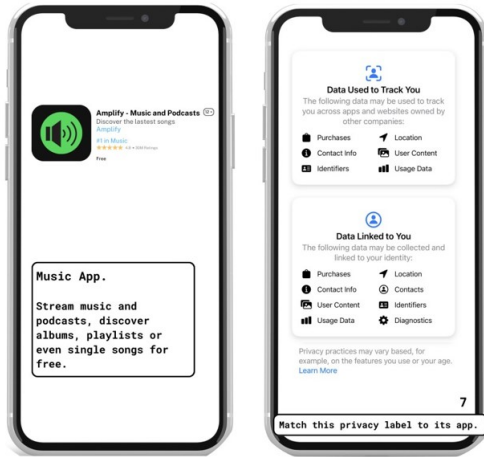 Amplify - Music and Podcasts
Discover the lastest songs
Amplify
#1 in Music
Free
Music App.
Stream music and
podcasts, discover
albums, playlists or
even single songs for
free.
Data Used to Track You
The following data may be used to track
you across apps and websites owned by
other companies:
Purchases Location
Contact Info User Content
Identifiers Usage Data
Data Linked to You
The following data may be collected and
linked to your identity:
Purchases Location
Contact Info Contacts
User Content Identifiers
Usage Data Diagnostics
Privacy practices may vary based, for
example, on the features you use or your age.
Learn More
7
Match this privacy label to its app.